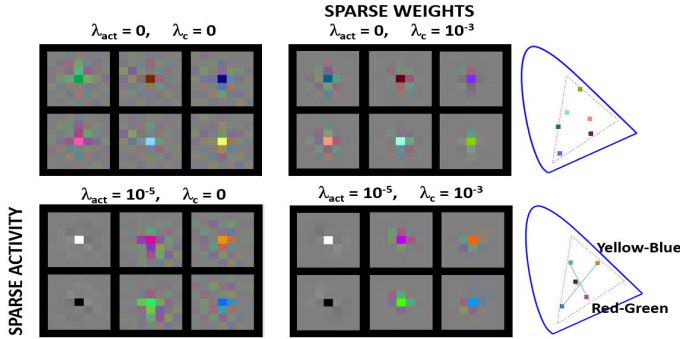 SPARSE WEIGHTS
λact = 0, λc = 0
λact = 0, λc = 10-3
λact = 10-5, λc = 0
λact = 10-5, λc = 10-3
SPARSE ACTIVITY
Yellow-Blue
Red-Green